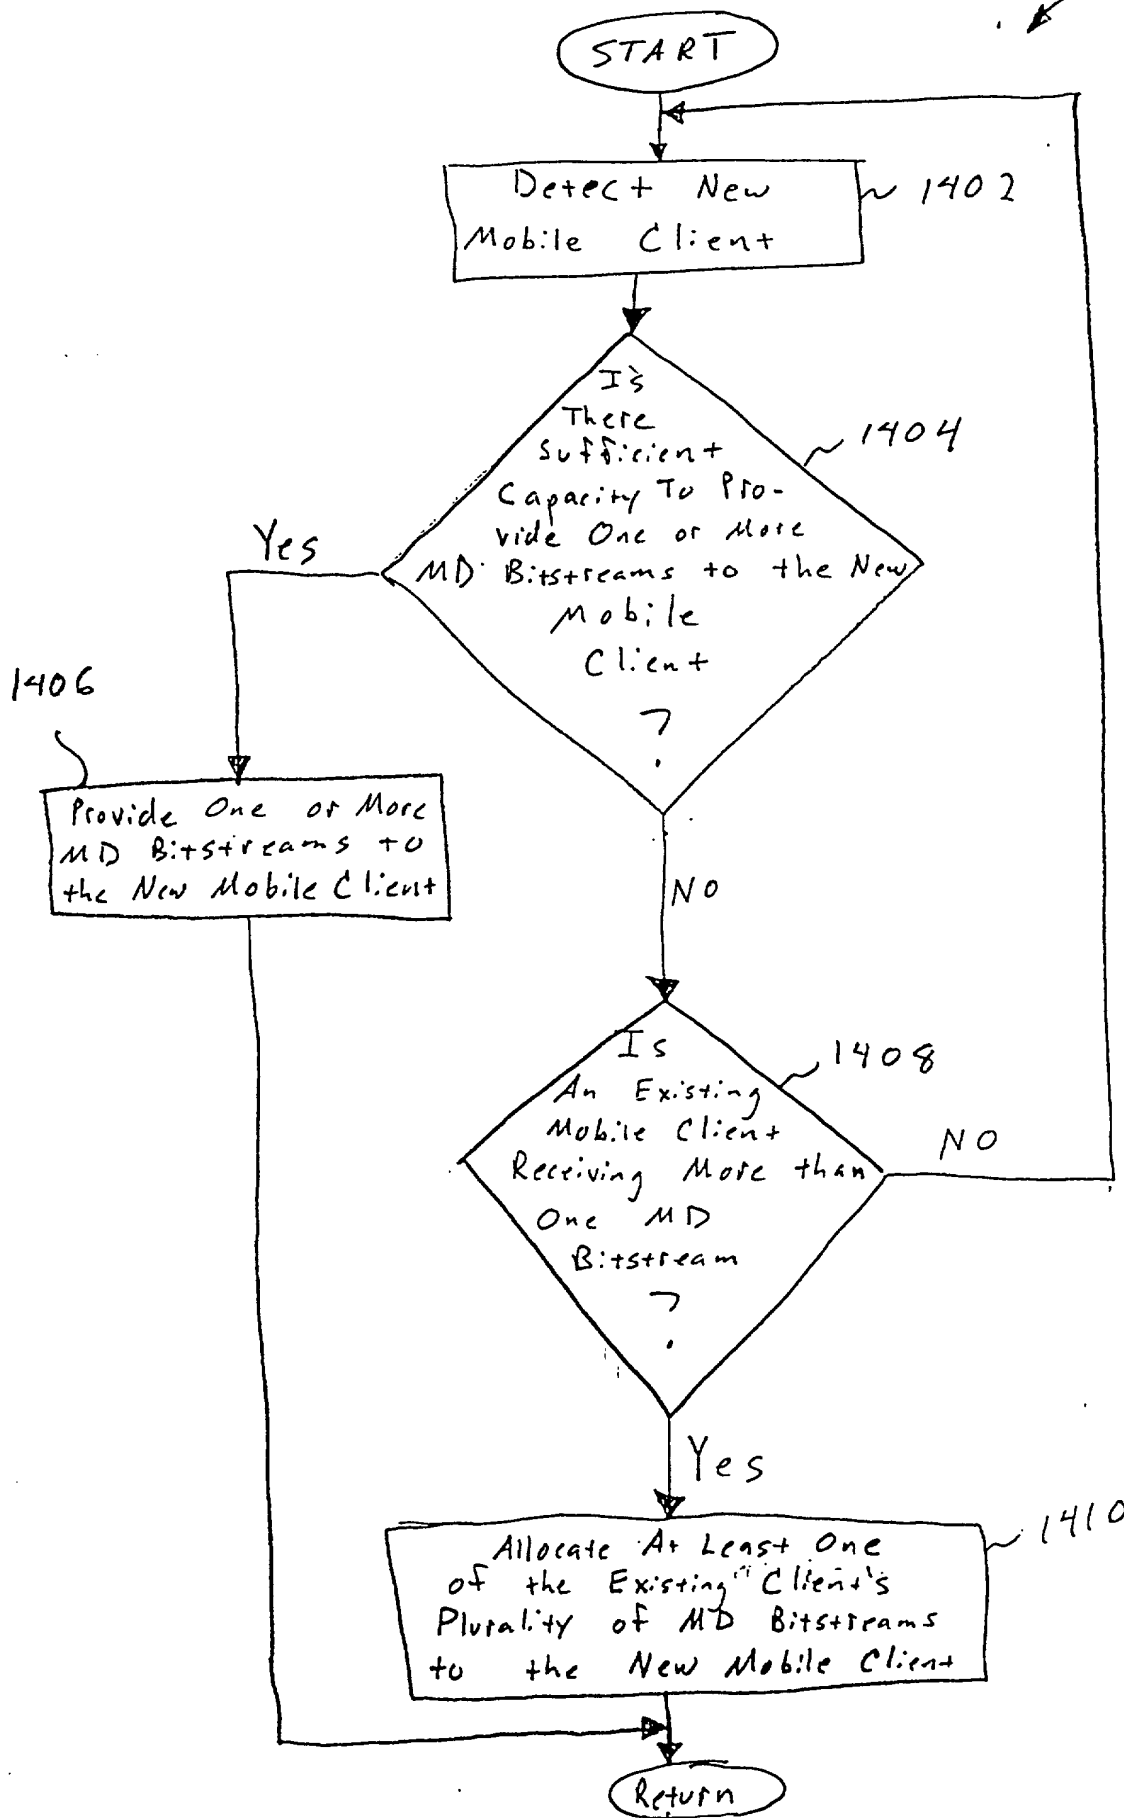 START
Detect New
Mobile Client
1402
Is
There
Sufficient
Capacity To Pro-
vide One or More
MD Bitstreams to the New
Mobile
Client
?
1404
Yes
1406
Provide One or More
MD Bitstreams to
the New Mobile Client
NO
Is
An Existing
Mobile Client
Receiving More than
One MD
Bitstream
?
1408
NO
Yes
Allocate At Least One
of the Existing Client's
Plurality of MD Bitstreams
to the New Mobile Client
1410
Return